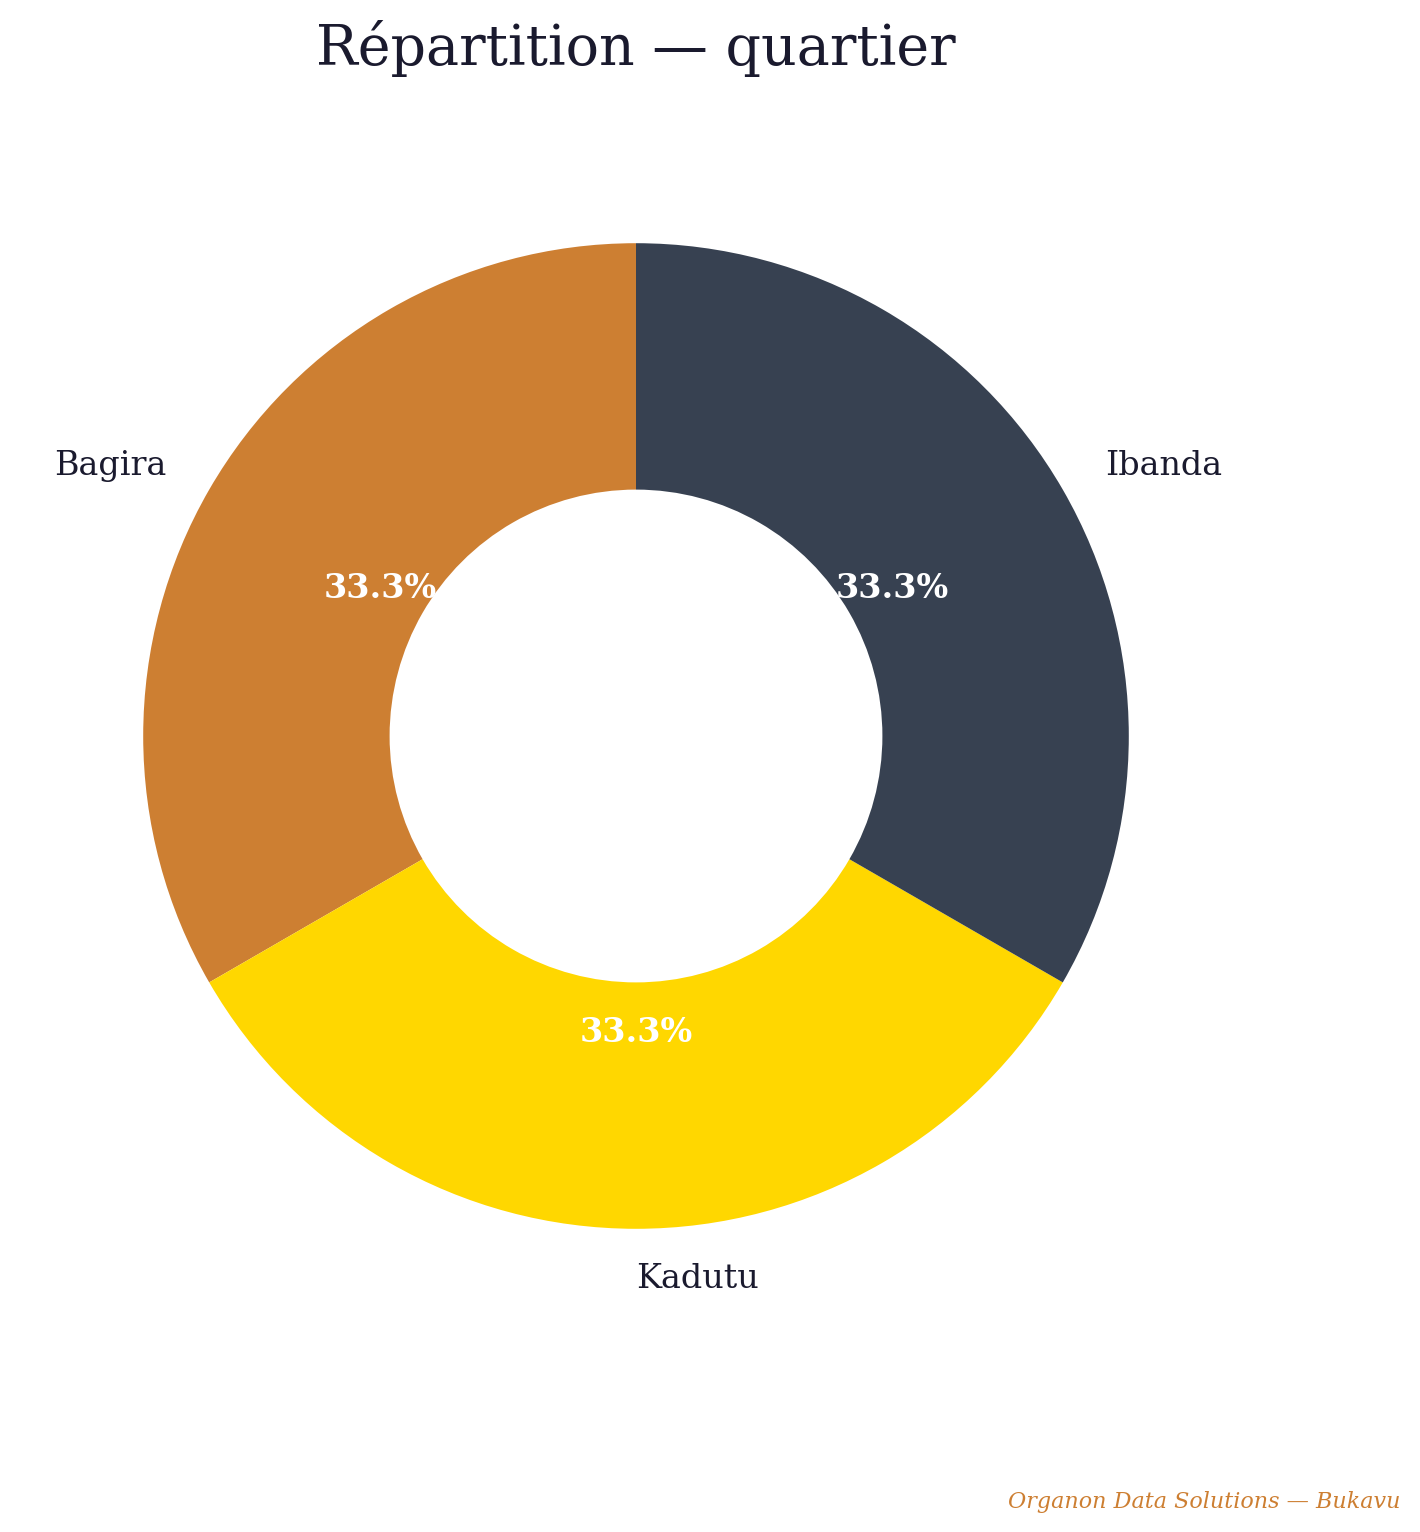 Répartition — quartier
Bagira
Ibanda
33.3%
33.3%
33.3%
Kadutu
Organon Data Solutions — Bukavu